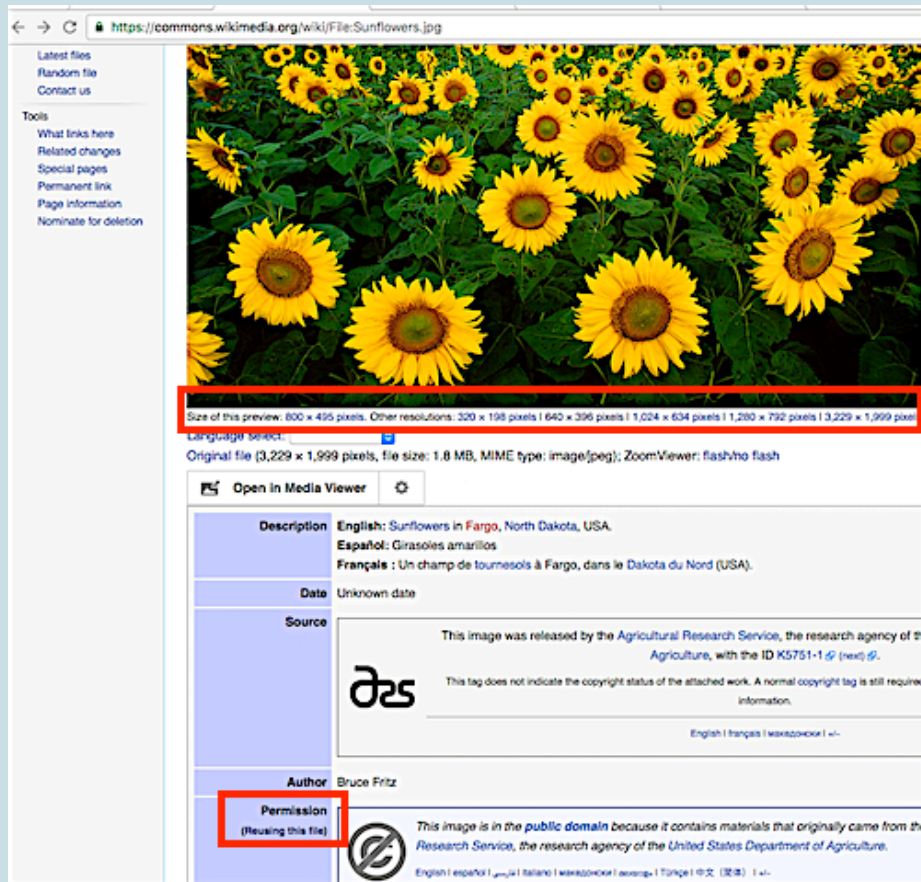 https://commons.wikimedia.org/wiki/File:Sunflowers.jpg
Latest files
Random file
Contact us
Tools
What links here
Related changes
Special pages
Permanent link
Page information
Nominate for deletion
Size of this preview: 800 × 495 pixels. Other resolutions: 320 × 198 pixels | 640 × 396 pixels | 1,024 × 634 pixels | 1,280 × 792 pixels | 3,229 × 1,999 pixel
Language select:
Original file (3,229 × 1,999 pixels, file size: 1.8 MB, MIME type: image/jpeg); ZoomViewer: flash/no flash
Open in Media Viewer
Description English: Sunflowers in Fargo, North Dakota, USA.
Español: Girasoles amarillos
Français : Un champ de tournesols à Fargo, dans le Dakota du Nord (USA).
Date Unknown date
Source
This image was released by the Agricultural Research Service, the research agency of th
Agriculture, with the ID K5751-1 (next).
ars
This tag does not indicate the copyright status of the attached work. A normal copyright tag is still required
information.
English | français | македонски | +/−
Author Bruce Fritz
Permission
(Reusing this file)
This image is in the public domain because it contains materials that originally came from the
Research Service, the research agency of the United States Department of Agriculture.
English | español | italiano | македонски | Türkçe | 中文 | +/−